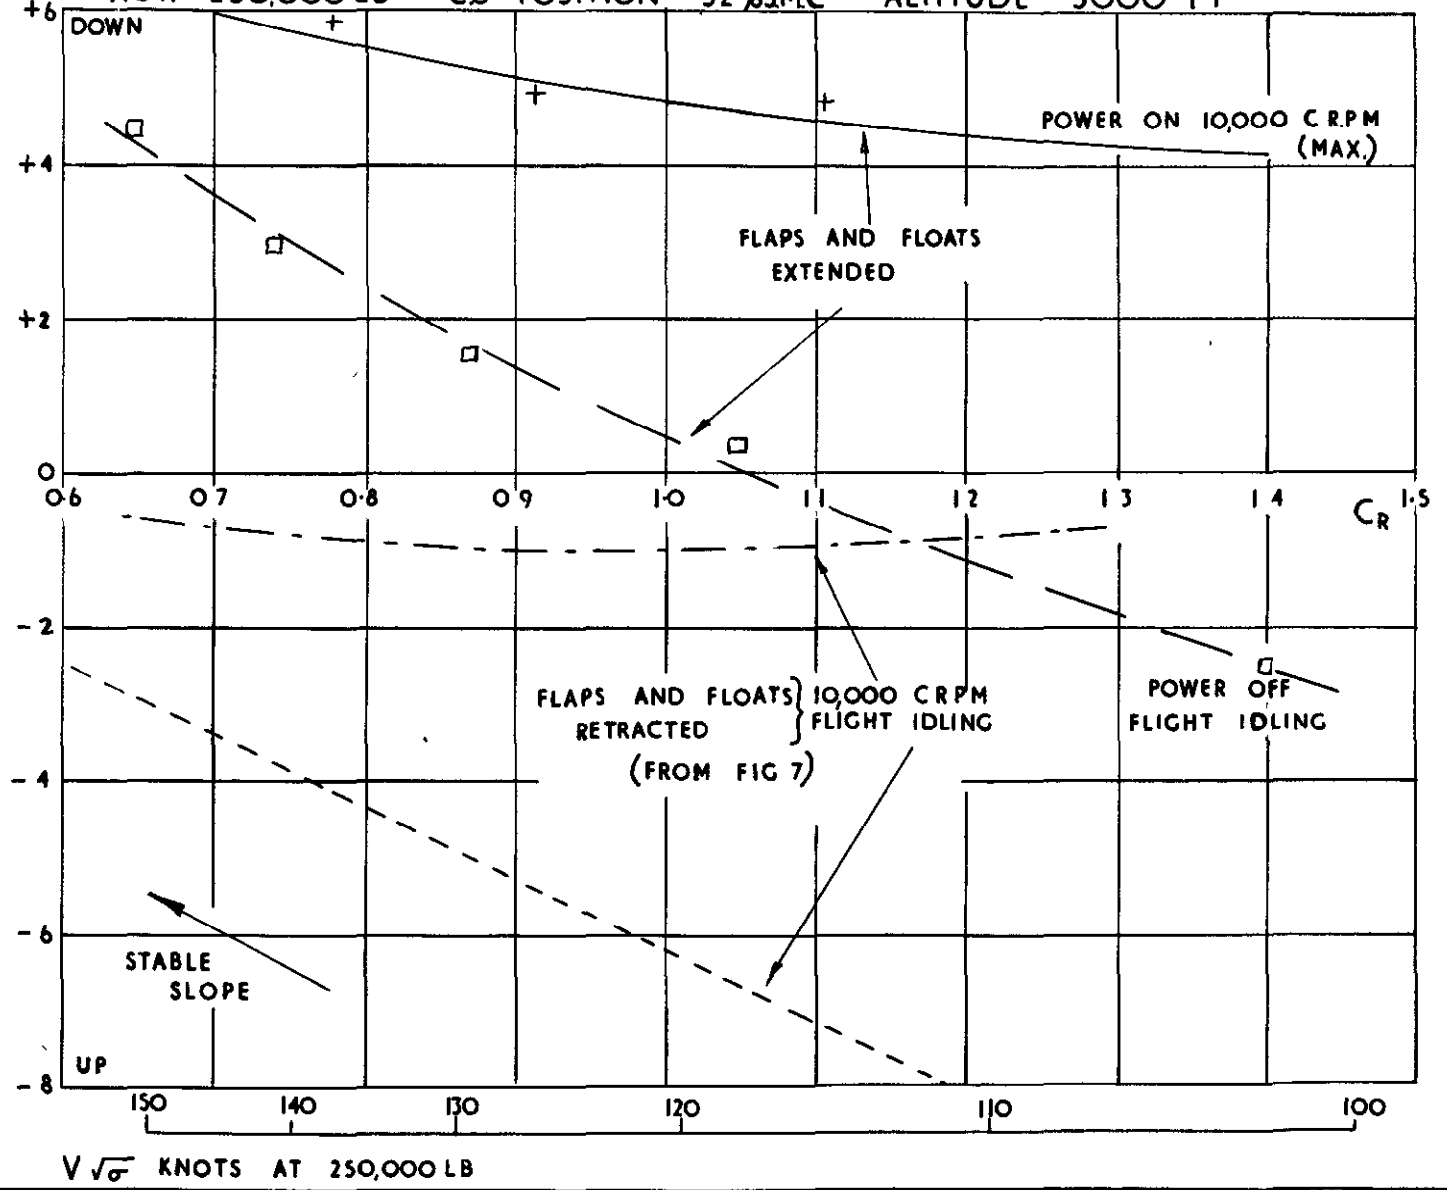 +6
DOWN
POWER ON 10,000 C R.P M
(MAX.)
+4
FLAPS AND FLOATS
EXTENDED
+2
0
0.6 0.7 0.8 0.9 1.0 1.1 1.2 1.3 1.4 1.5
C R
-2
FLAPS AND FLOATS } 10,000 C R P M
RETRACTED } FLIGHT IDLING
(FROM FIG 7)
POWER OFF
FLIGHT IDLING
-4
-6
STABLE
SLOPE
UP
-8
150 140 130 120 110 100
V √σ KNOTS AT 250,000 LB